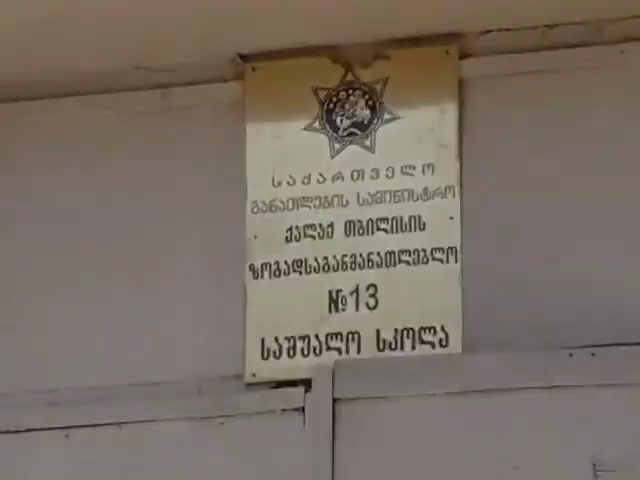 საქართველო
განათლების სამინისტრო
ქალაქ თბილისის
ზოგადსაგანმანათლებლო
№13
საშუალო სკოლა